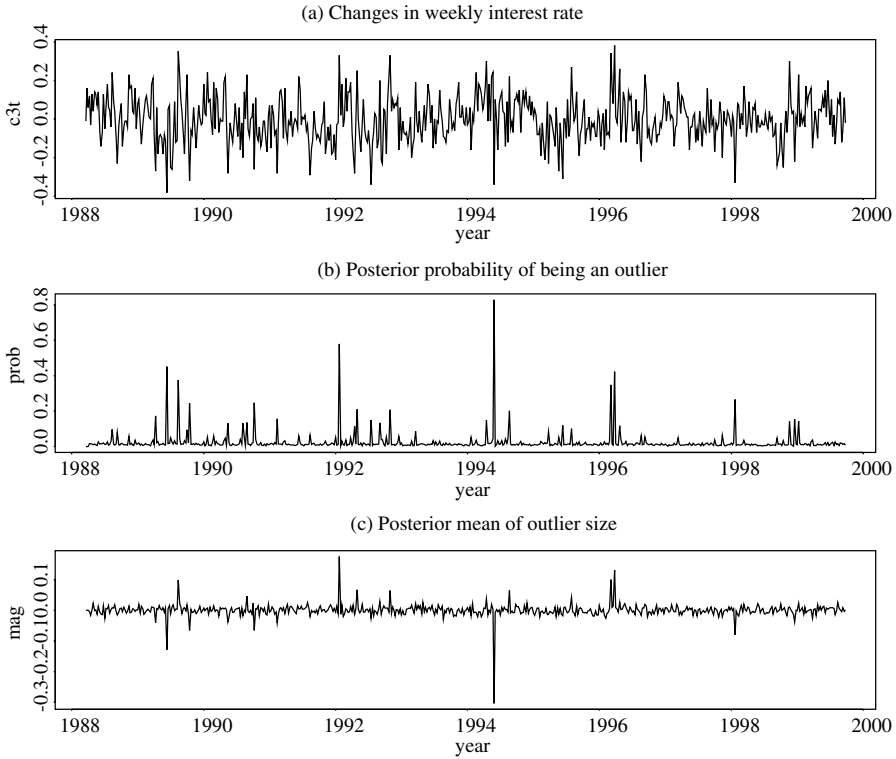 (a) Changes in weekly interest rate
c3t
-0.4 -0.2 0.0 0.2 0.4
1988 1990 1992 1994 1996 1998 2000
year
(b) Posterior probability of being an outlier
prob
0.0 0.2 0.4 0.6 0.8
1988 1990 1992 1994 1996 1998 2000
year
(c) Posterior mean of outlier size
mag
-0.3-0.2-0.10.0 0.1
1988 1990 1992 1994 1996 1998 2000
year